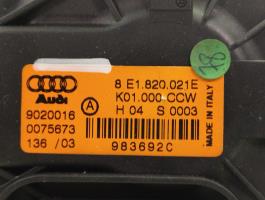 8 E1.820.021E
K01.000 CCW
H 04 S 0003
Audi
9020016
A
0075673
136 / 03
983692C
MADE IN ITALY